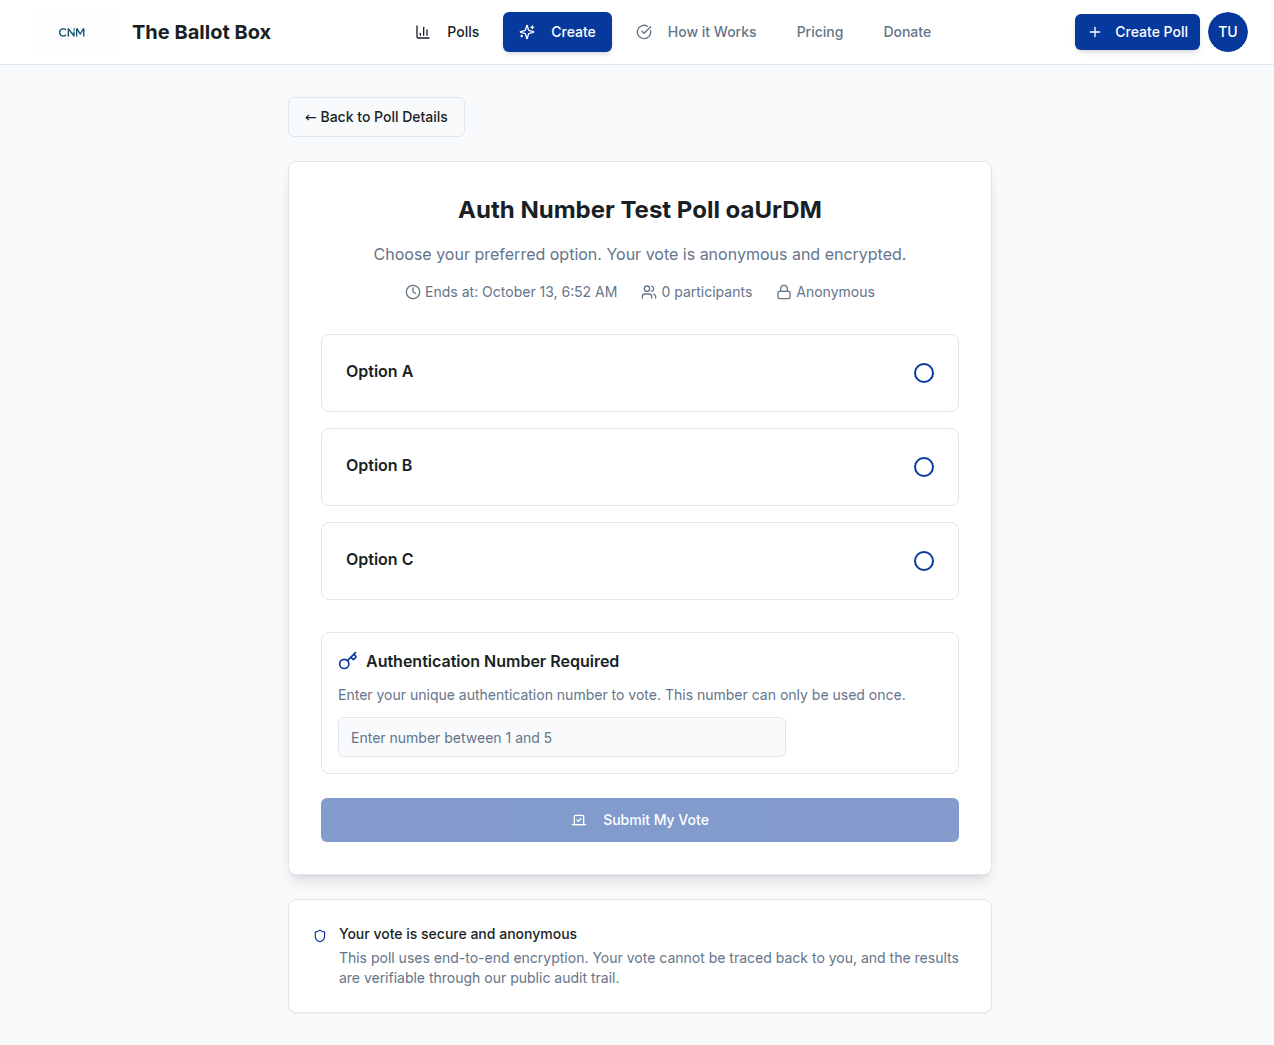 CNM
The Ballot Box
Polls
Create
How it Works
Pricing
Donate
Create Poll
TU
← Back to Poll Details
Auth Number Test Poll oaUrDM
Choose your preferred option. Your vote is anonymous and encrypted.
Ends at: October 13, 6:52 AM
0 participants
Anonymous
Option A
Option B
Option C
Authentication Number Required
Enter your unique authentication number to vote. This number can only be used once.
Enter number between 1 and 5
Submit My Vote
Your vote is secure and anonymous
This poll uses end-to-end encryption. Your vote cannot be traced back to you, and the results
are verifiable through our public audit trail.